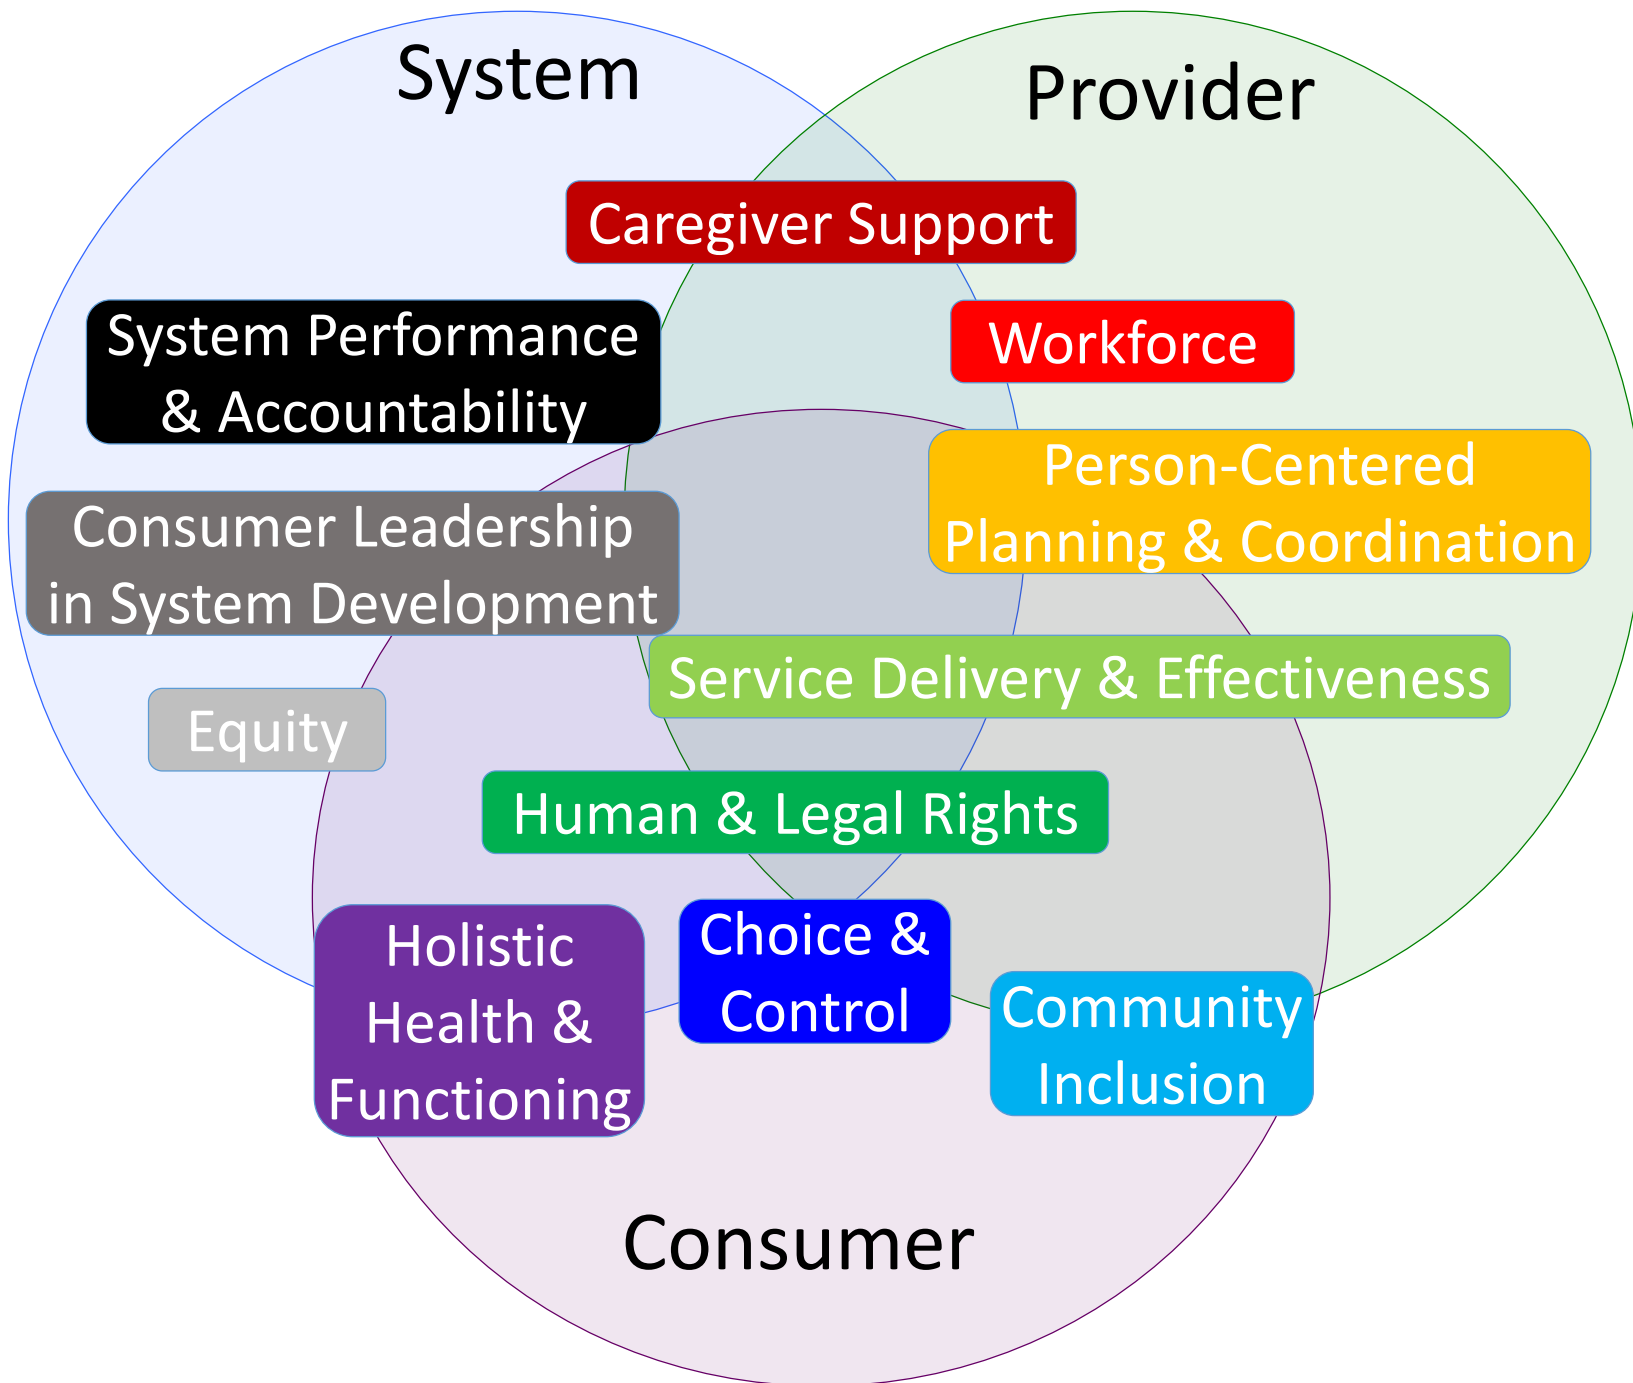 System
Provider
Caregiver Support
System Performance
& Accountability
Workforce
Person-Centered
Planning & Coordination
Consumer Leadership
in System Development
Service Delivery & Effectiveness
Equity
Human & Legal Rights
Holistic
Health &
Functioning
Choice &
Control
Community
Inclusion
Consumer